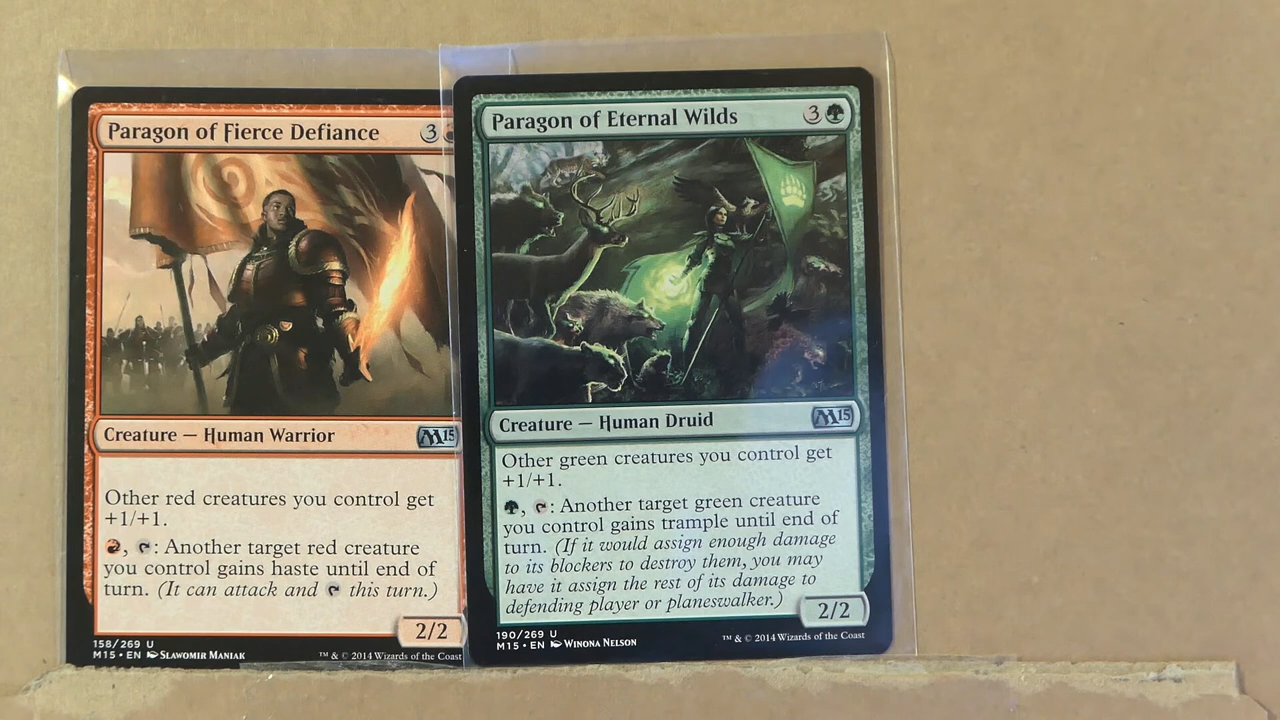 Paragon of Fierce Defiance 3
Creature — Human Warrior
M15
Other red creatures you control get
+1/+1.
, : Another target red creature
you control gains haste until end of
turn. (It can attack and this turn.)
2/2
158/269 U
M15 • EN Slawomir Maniak
™ & © 2014 Wizards of the Coast
Paragon of Eternal Wilds 3
Creature — Human Druid
M15
Other green creatures you control get
+1/+1.
, : Another target green creature
you control gains trample until end of
turn. (If it would assign enough damage
to its blockers to destroy them, you may
have it assign the rest of its damage to
defending player or planeswalker.)
2/2
190/269 U
M15 • EN Winona Nelson
™ & © 2014 Wizards of the Coast